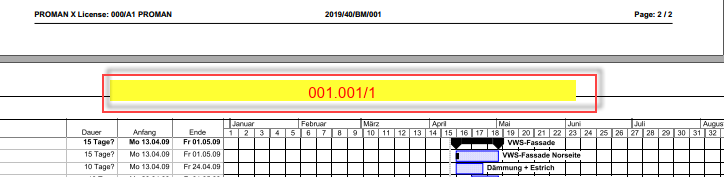 PROMAN X License: 000/A1 PROMAN 2019/40/BM/001 Page: 2 / 2
001.001/1
Januar Februar März April Mai Juni Juli Augus
Dauer Anfang Ende 1 2 3 4 5 6 7 8 9 10 11 12 13 14 15 16 17 18 19 20 21 22 23 24 25 26 27 28 29 30 31 32
15 Tage? Mo 13.04.09 Fr 01.05.09 VWS-Fassade
15 Tage? Mo 13.04.09 Fr 01.05.09 VWS-Fassade Norseite
10 Tage? Mo 13.04.09 Fr 24.04.09 Dämmung + Estrich